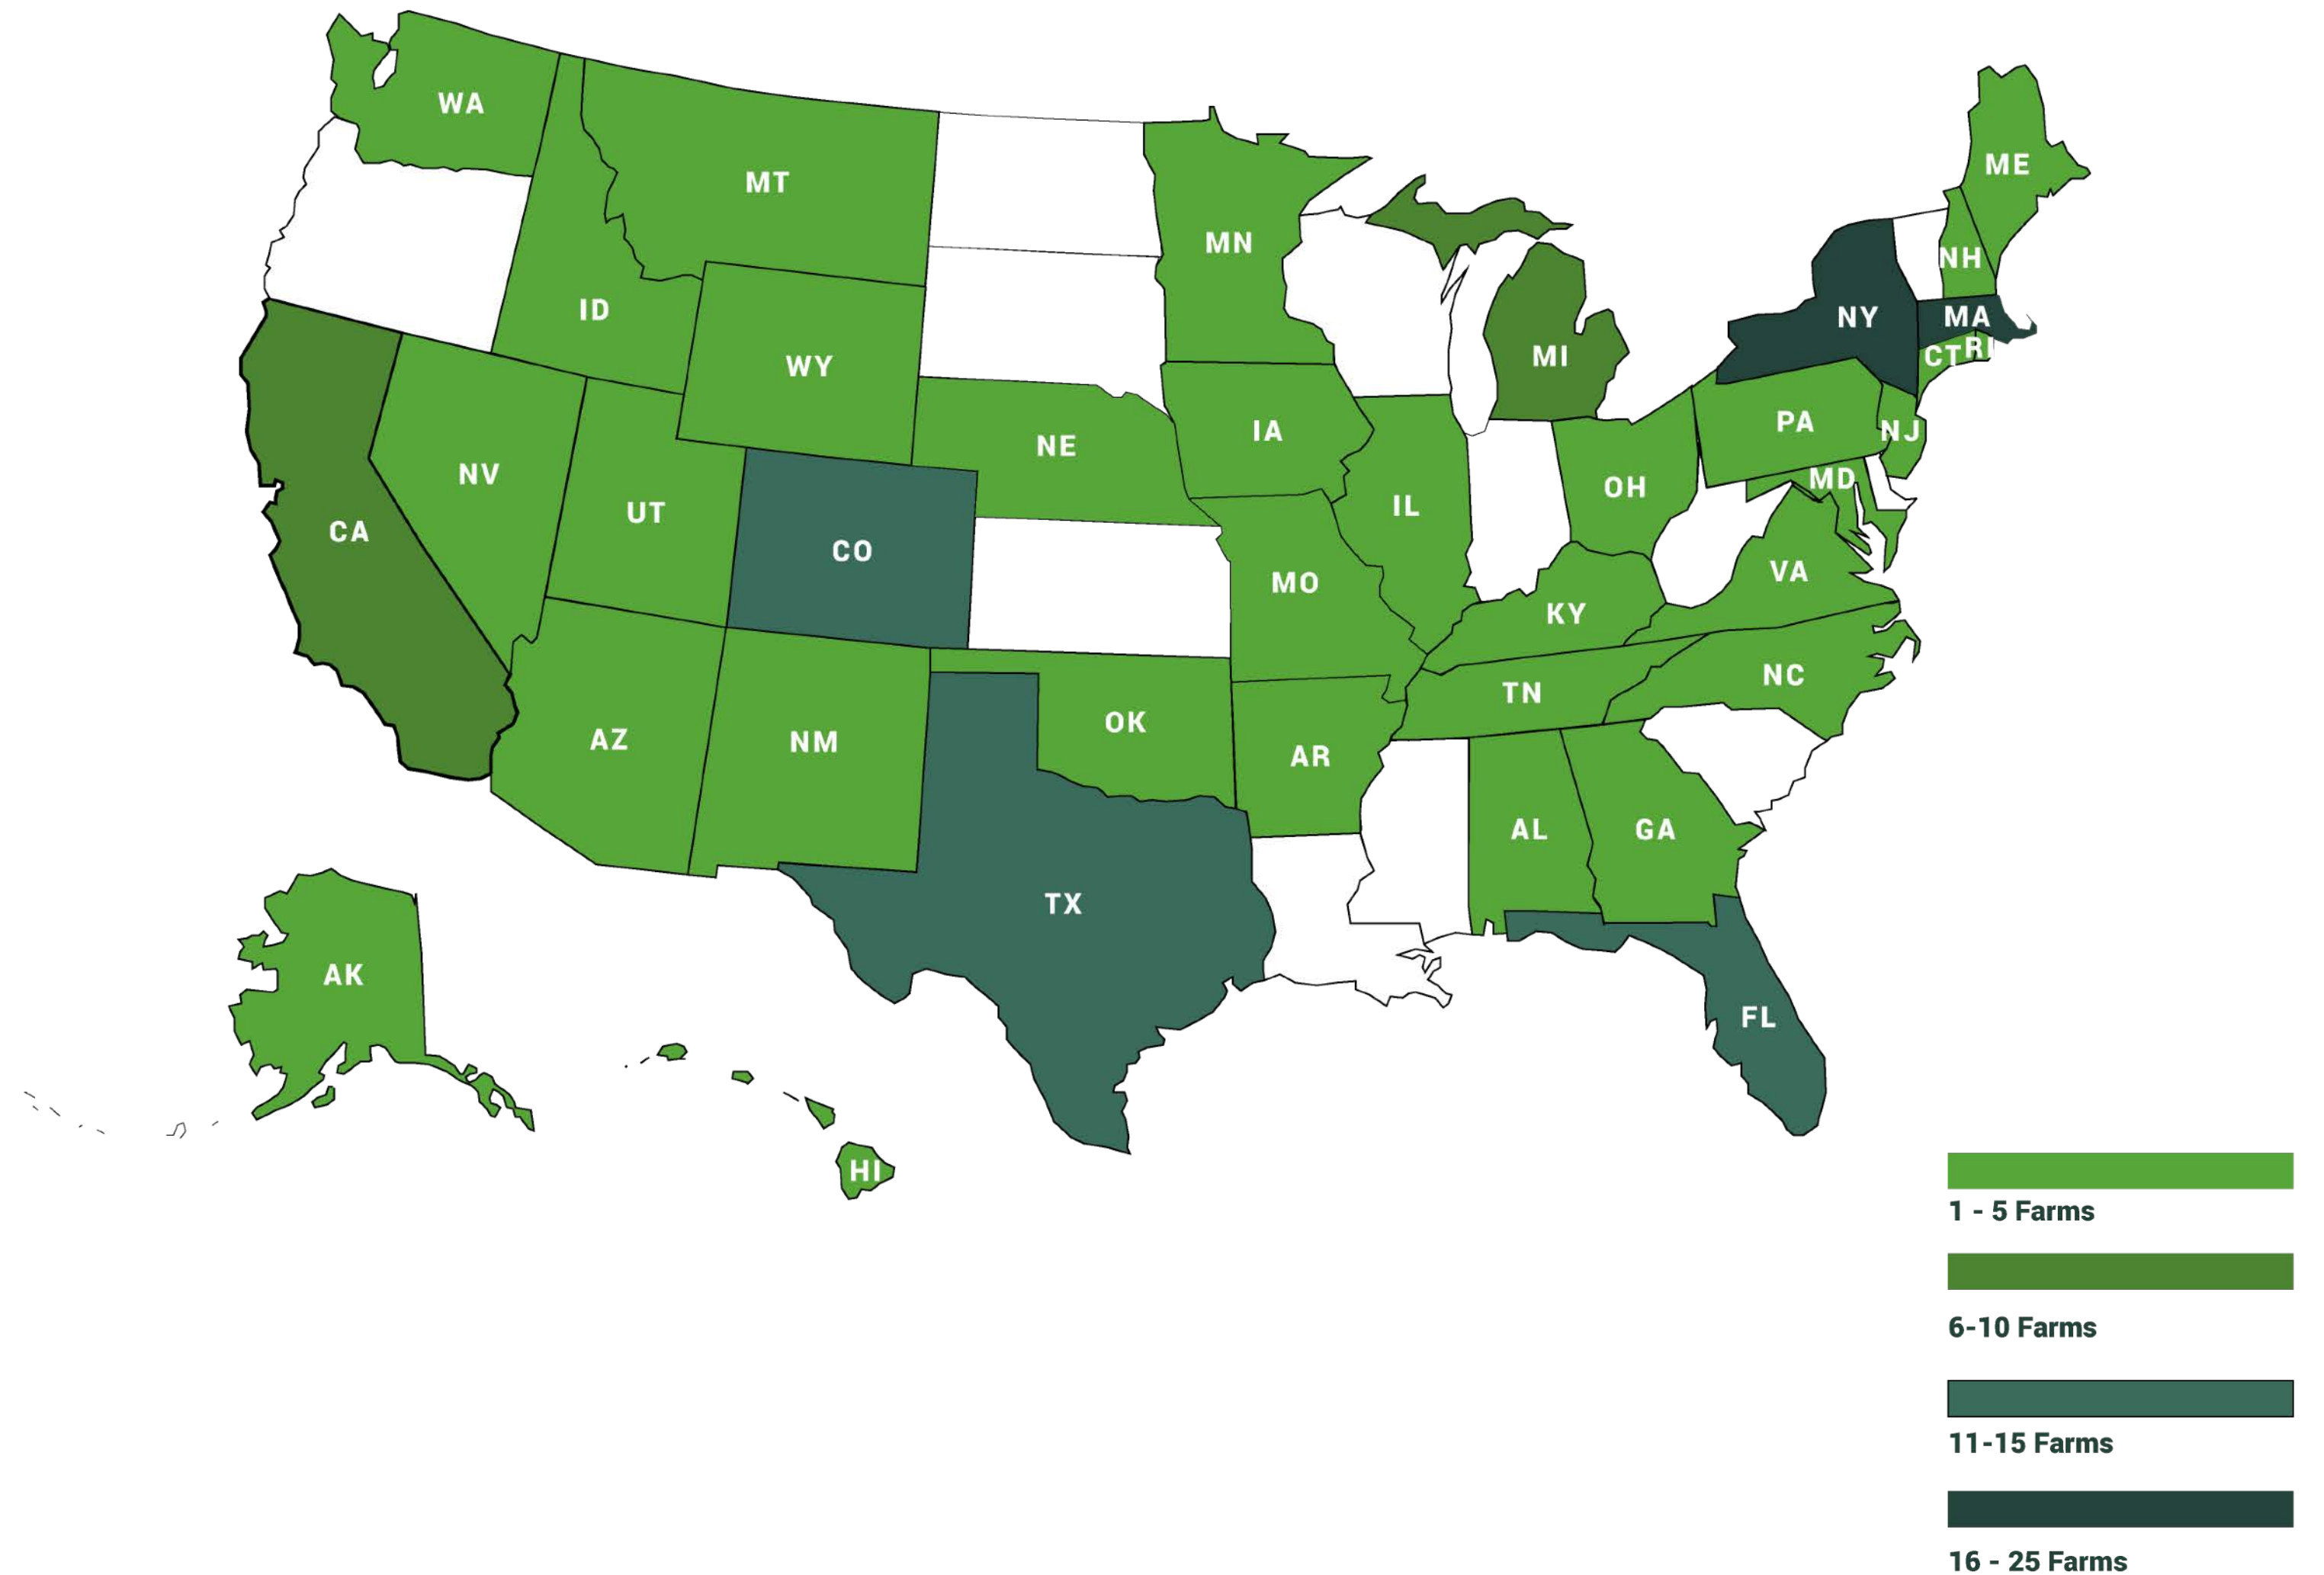 WA
ME
MT
MN
NH
ID
NY
MA
WY
MI
CT
RI
PA
NE
IA
NJ
NV
MD
OH
UT
IL
CA
CO
VA
MO
KY
NC
TN
OK
AZ
NM
AR
AL
GA
TX
AK
FL
HI
1 - 5 Farms
6-10 Farms
11-15 Farms
16 - 25 Farms